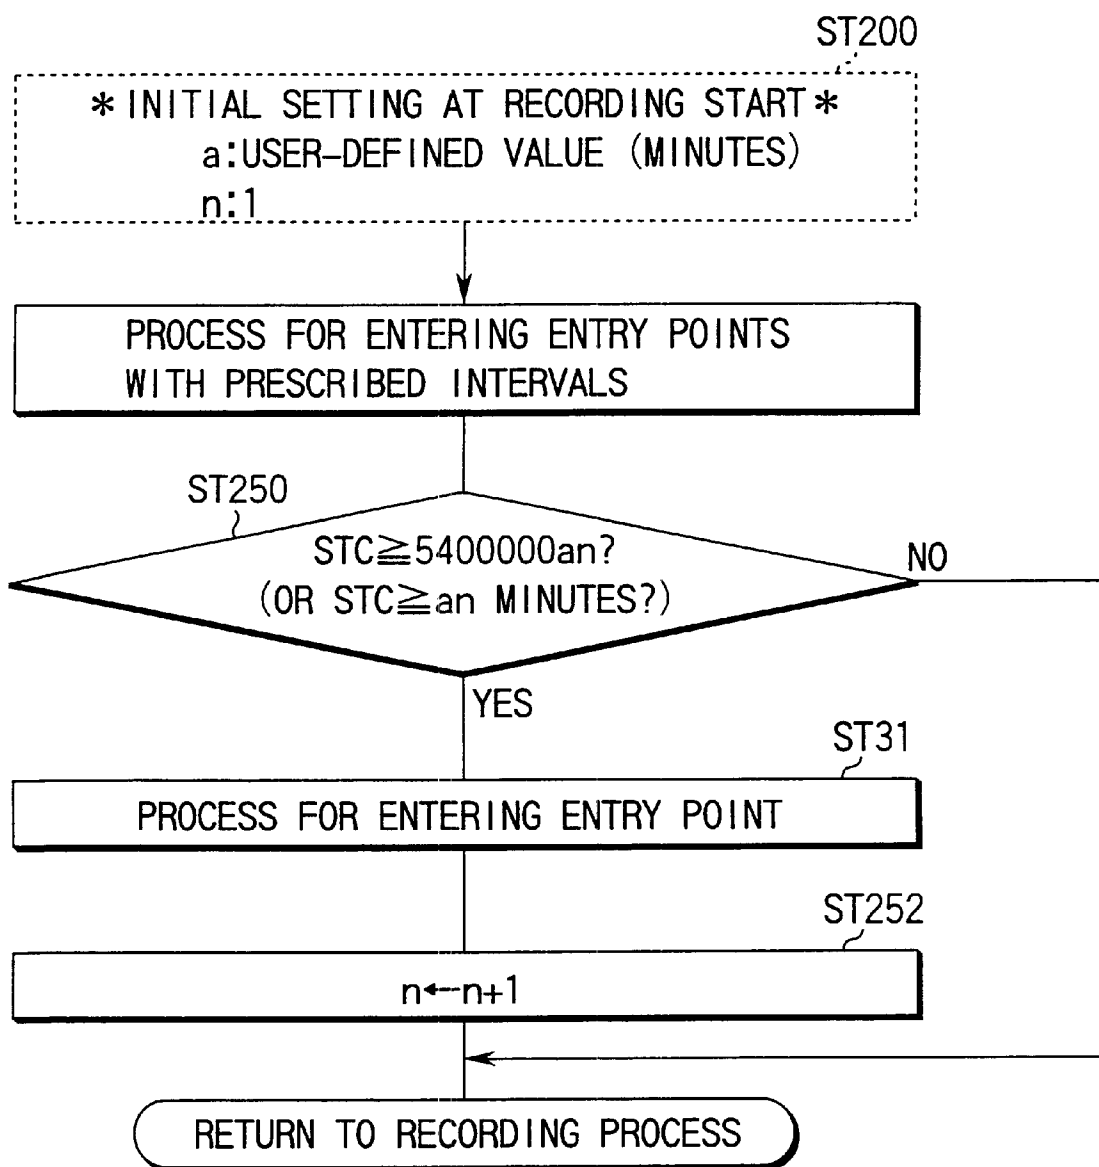 ST200
*INITIAL SETTING AT RECORDING START*
a:USER-DEFINED VALUE (MINUTES)
n:1
PROCESS FOR ENTERING ENTRY POINTS
WITH PRESCRIBED INTERVALS
ST250
STC≧5400000an?
(OR STC≧an MINUTES?)
NO
YES
ST31
PROCESS FOR ENTERING ENTRY POINT
ST252
n←n+1
RETURN TO RECORDING PROCESS